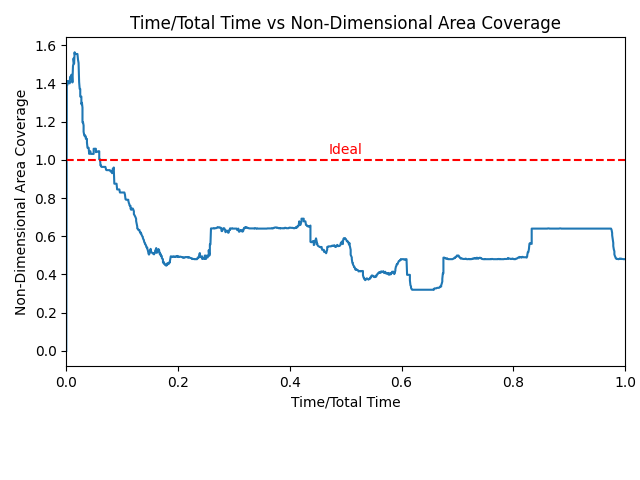 Time/Total Time vs Non-Dimensional Area Coverage
1.6
1.4
1.2
1.0
0.8
0.6
0.4
0.2
0.0
Non-Dimensional Area Coverage
Ideal
0.0 0.2 0.4 0.6 0.8 1.0
Time/Total Time